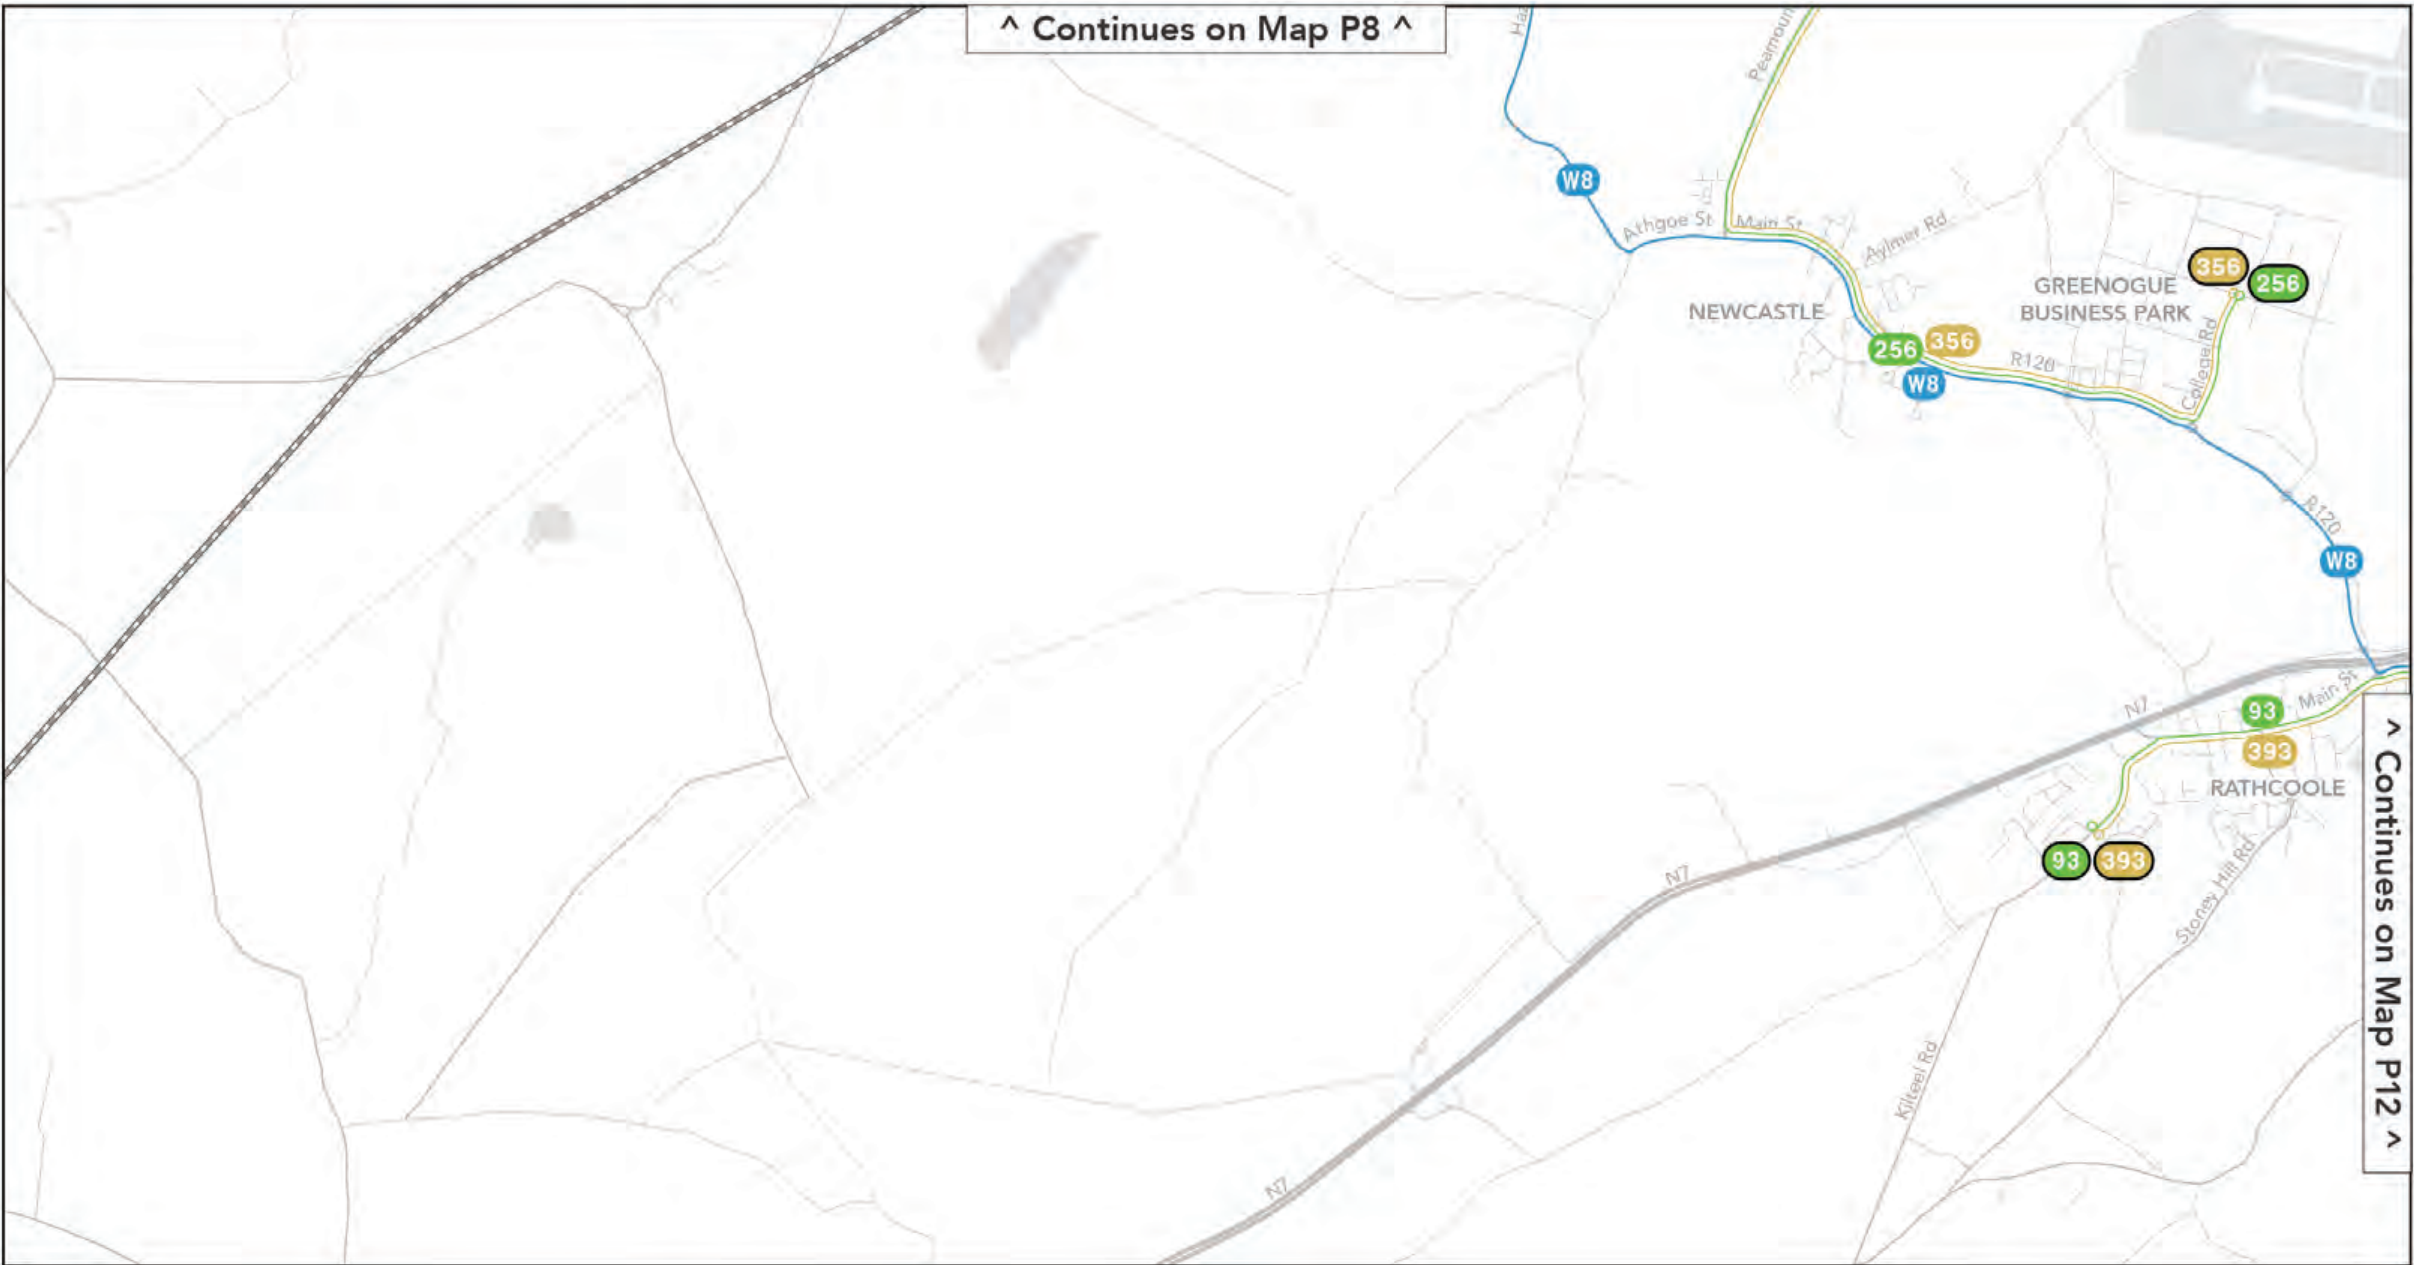 ^ Continues on Map P8 ^
W8
Athgoe St
Main St
Aylmer Rd
NEWCASTLE
GREENOGUE
BUSINESS PARK
356
256
College Rd
256
356
W8
R120
R120
W8
N7
Main St
93
393
RATHCOOLE
93
393
N7
Stoney Hill Rd
Kilteel Rd
N7
^ Continues on Map P12 ^